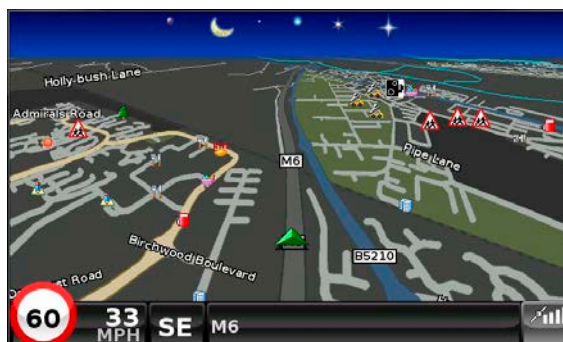 Holly-bush Lane
Admirals Road
M6
Pipe Lane
Birchwood Boulevard
B5210
Road
60
33
MPH
SE
M6